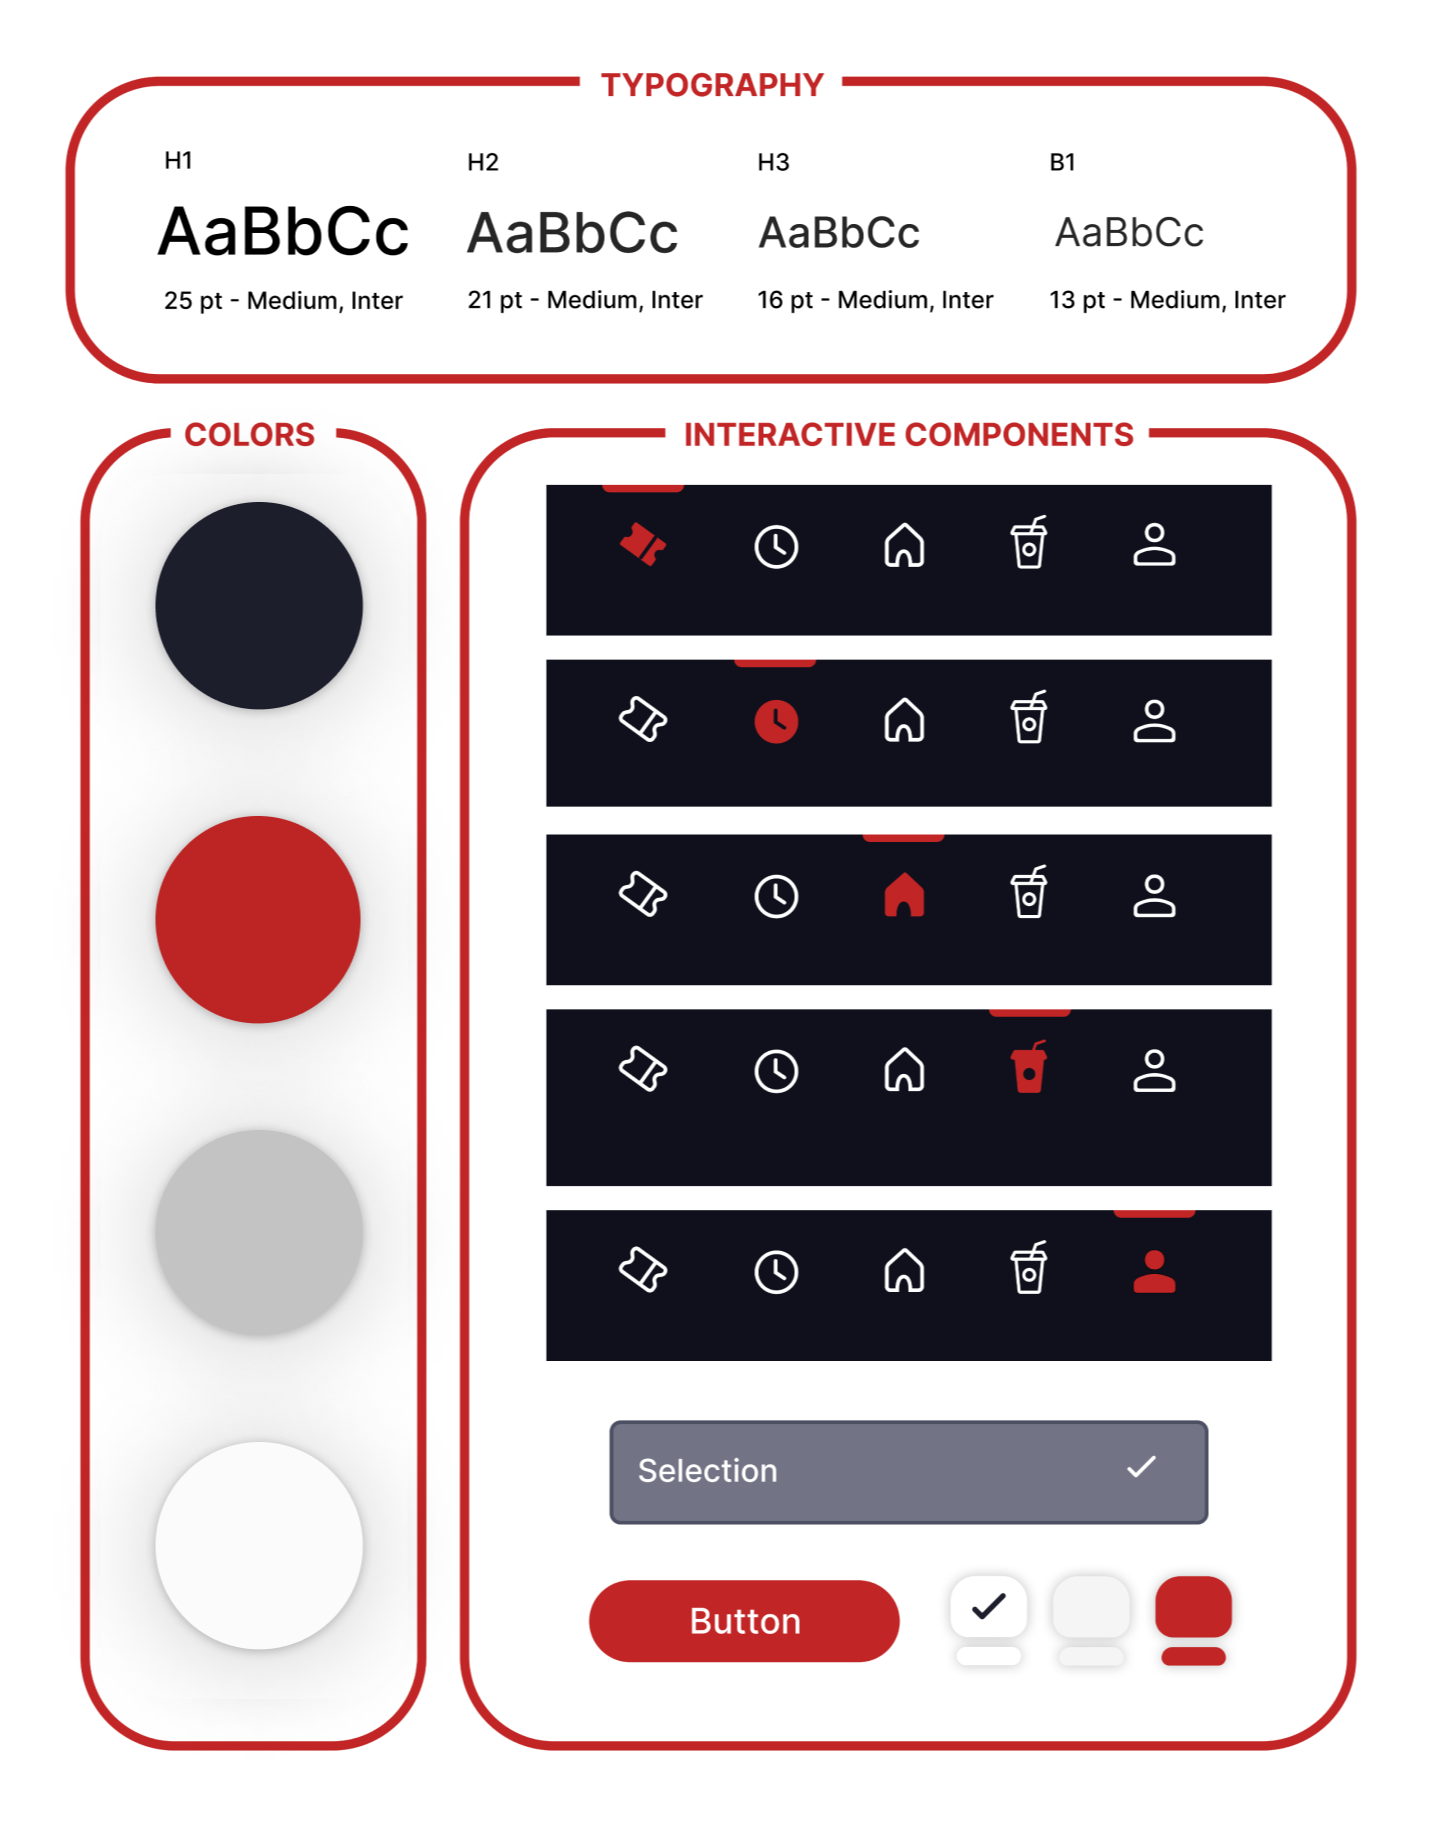 TYPOGRAPHY
H1
AaBbCc
25 pt - Medium, Inter
H2
AaBbCc
21 pt - Medium, Inter
H3
AaBbCc
16 pt - Medium, Inter
B1
AaBbCc
13 pt - Medium, Inter
COLORS
INTERACTIVE COMPONENTS
Selection
Button